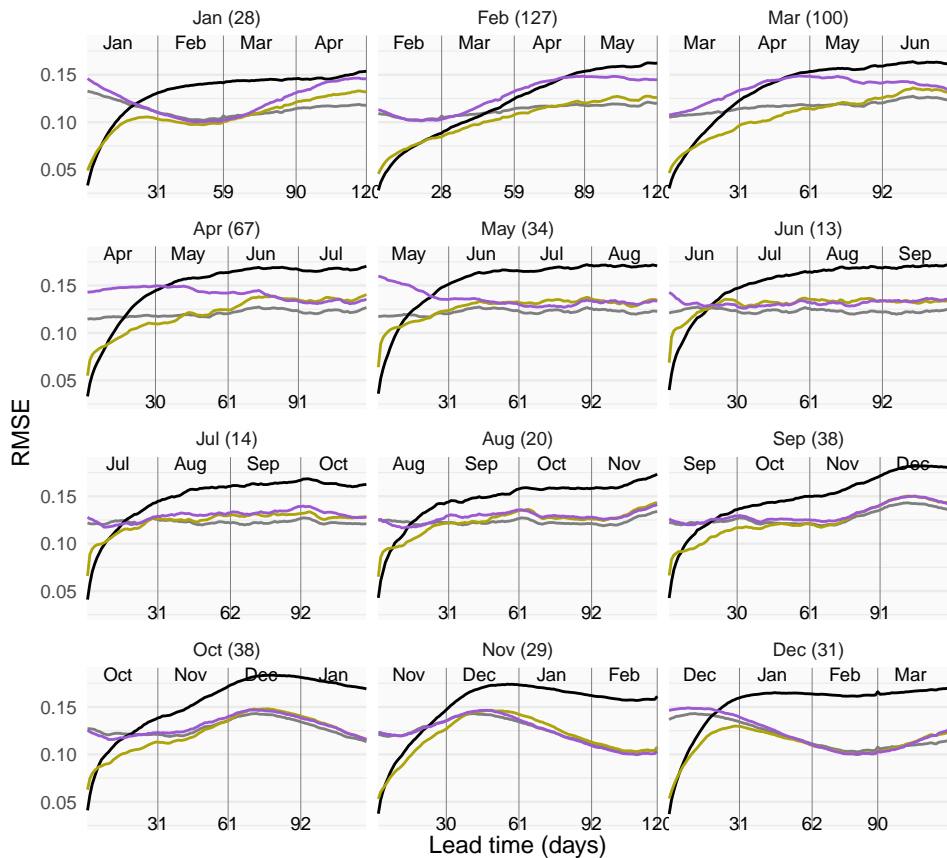 Jan (28) Feb (127) Mar (100)
Jan Feb Mar Apr Feb Mar Apr May Mar Apr May Jun
0.15
0.10
0.05
31 59 90 120 28 59 89 120 31 61 92
Apr (67) May (34) Jun (13)
Apr May Jun Jul May Jun Jul Aug Jun Jul Aug Sep
0.15
0.10
0.05
30 61 91 31 61 92 30 61 92
RMSE
Jul (14) Aug (20) Sep (38)
Jul Aug Sep Oct Aug Sep Oct Nov Sep Oct Nov Dec
0.15
0.10
0.05
31 62 92 31 61 92 30 61 91
Oct (38) Nov (29) Dec (31)
Oct Nov Dec Jan Nov Dec Jan Feb Dec Jan Feb Mar
0.15
0.10
0.05
31 61 92 30 61 92 120 31 62 90
Lead time (days)